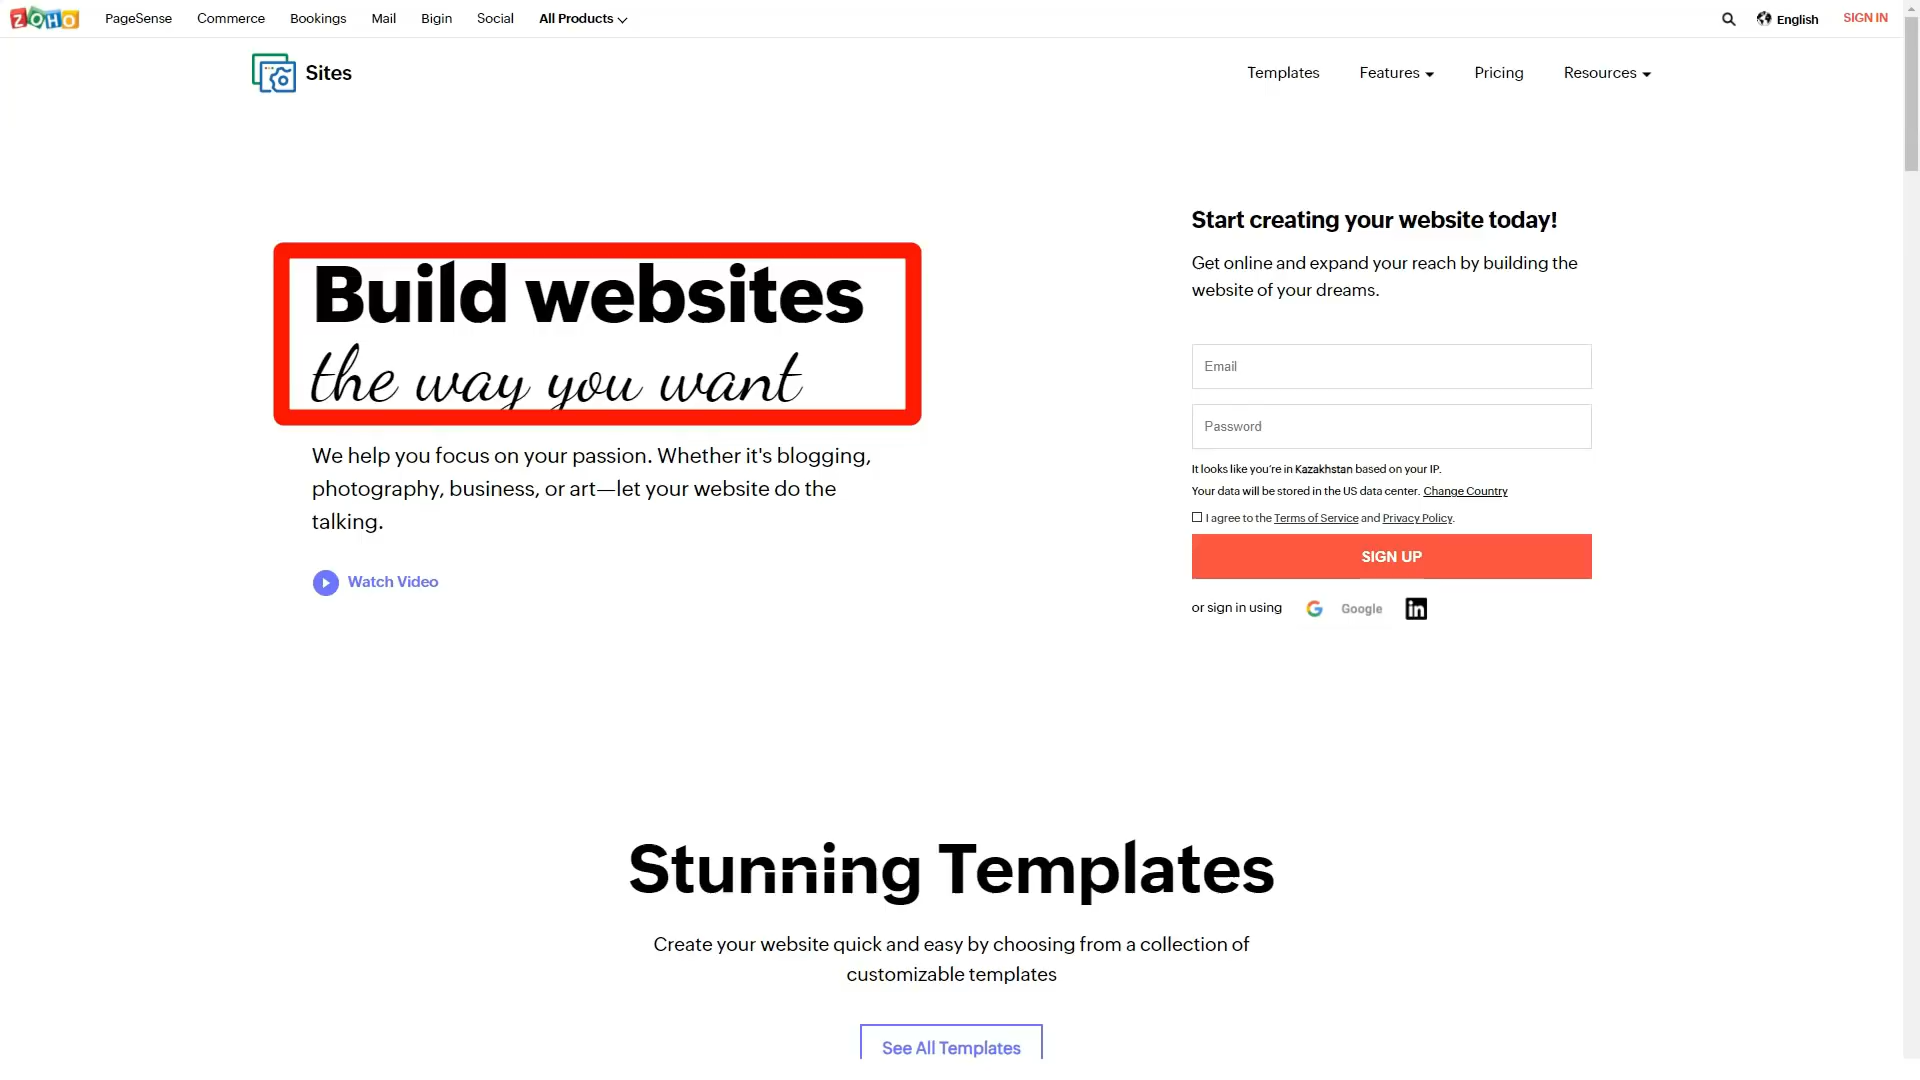 ZOHO PageSense Commerce Bookings Mail Bigin Social All Products English SIGN IN
Sites Templates Features Pricing Resources
Build websites
the way you want
We help you focus on your passion. Whether it's blogging,
photography, business, or art—let your website do the
talking.
Watch Video
Start creating your website today!
Get online and expand your reach by building the
website of your dreams.
Email
Password
It looks like you're in Kazakhstan based on your IP.
Your data will be stored in the US data center. Change Country
I agree to the Terms of Service and Privacy Policy.
SIGN UP
or sign in using Google in
Stunning Templates
Create your website quick and easy by choosing from a collection of
customizable templates
See All Templates